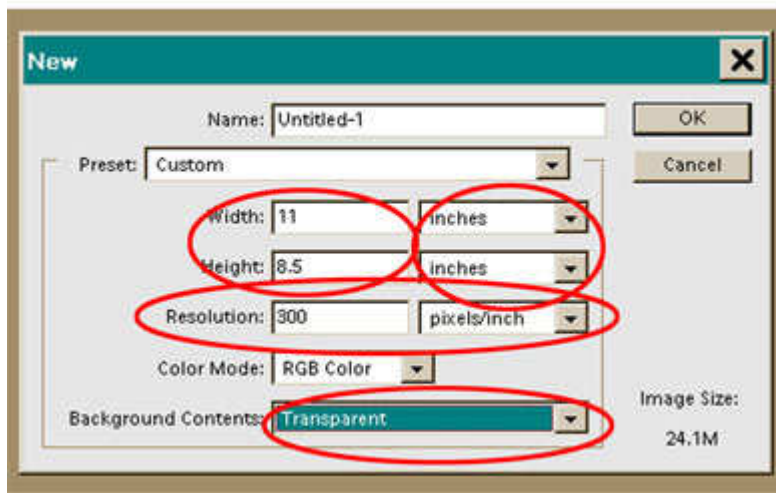 New
Name: Untitled-1
OK
Preset: Custom
Cancel
Width: 11 inches
Height: 8.5 inches
Resolution: 300 pixels/inch
Color Mode: RGB Color
Background Contents: Transparent
Image Size:
24.1M